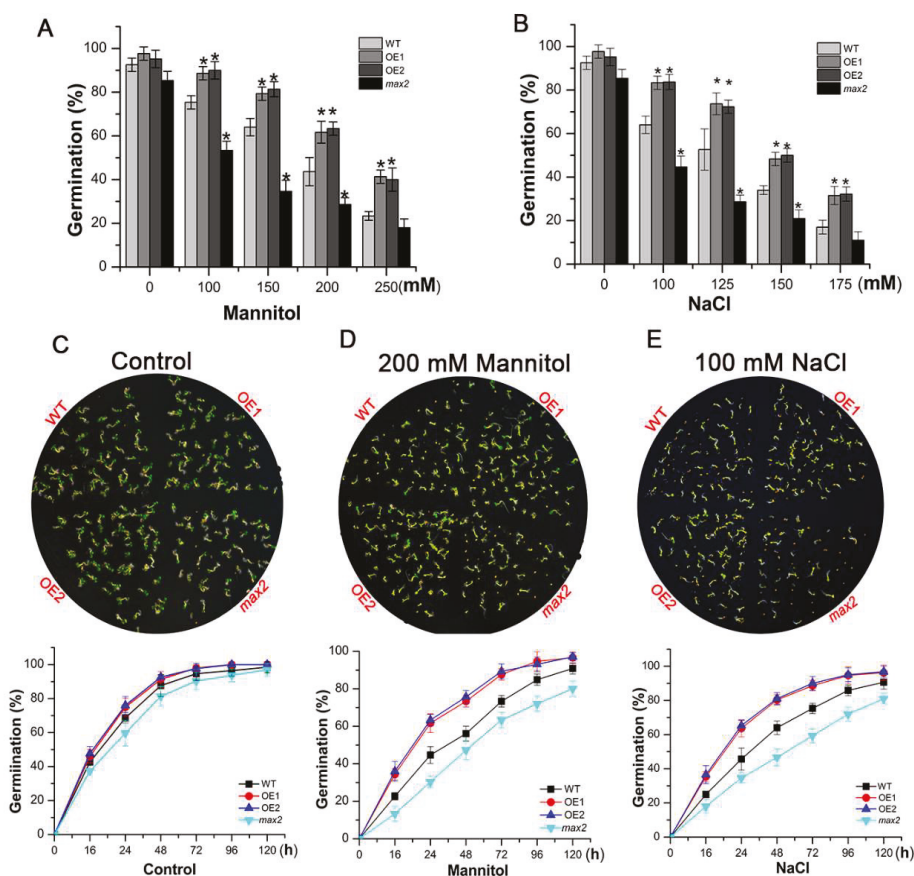 A
Germination (%)
100
80
60
40
20
0
WT
OE1
OE2
max2
* * * * * * * * * * *
0 100 150 200 250(mM)
Mannitol
B
Germination (%)
100
80
60
40
20
0
WT
OE1
OE2
max2
* * * * * * * * * * *
0 100 125 150 175 (mM)
NaCl
C
Control
WT
OE1
OE2
max2
D
200 mM Mannitol
WT
OE1
OE2
max2
E
100 mM NaCl
WT
OE1
OE2
max2
Germiination (%)
100
80
60
40
20
0
WT
OE1
OE2
max2
0 16 24 48 72 96 120 (h)
Control
Germination (%)
100
80
60
40
20
0
WT
OE1
OE2
max2
0 16 24 48 72 96 120 (h)
Mannitol
Germination (%)
100
80
60
40
20
0
WT
OE1
OE2
max2
0 16 24 48 72 96 120 (h)
NaCl